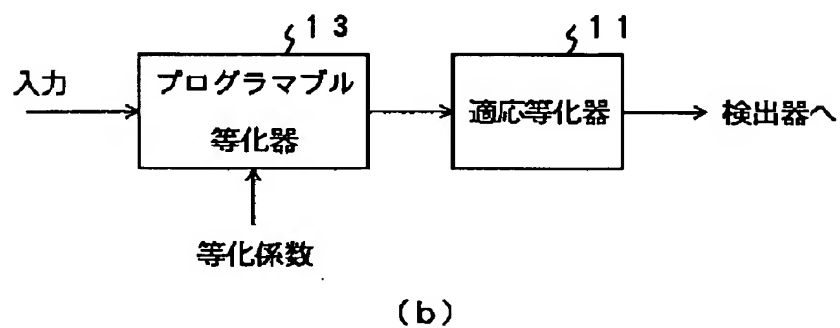 13
11
入力
プログラマブル
等化器
適応等化器
検出器へ
等化係数
(b)